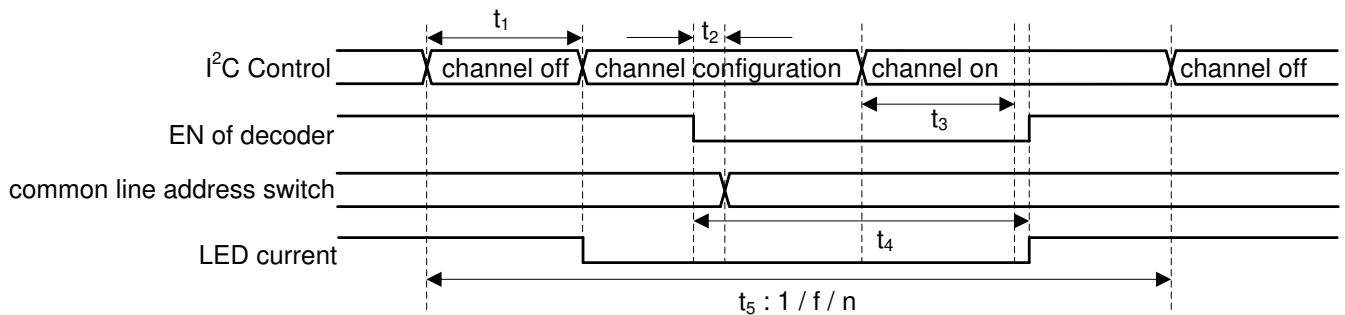 t₁
t₂
I²C Control
channel off
channel configuration
channel on
channel off
t₃
EN of decoder
common line address switch
t₄
LED current
t₅ : 1 / f / n